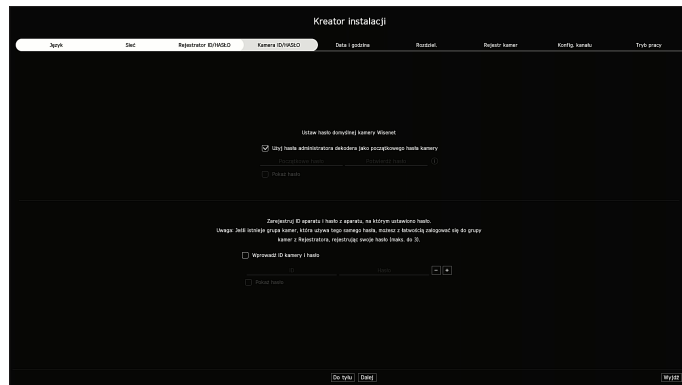 Kreator instalacji
Język Sieć Rejestrator ID/HASŁO Kamera ID/HASŁO Data i godzina Rozdziel. Rejestr kamer Konfig. kanału Tryb pracy
Ustaw hasło domyślnej kamery Wisenet
Użyj hasła administratora dekodera jako początkowego hasła kamery
Początkowe hasło Potwierdź hasło
Pokaż hasło
Zarejestruj ID aparatu i hasło z aparatu, na którym ustawiono hasło.
Uwaga: Jeśli istnieje grupa kamer, która używa tego samego hasła, możesz z łatwością zalogować się do grupy
kamer z Rejestratora, rejestrując swoje hasło (maks. do 3).
Wprowadź ID kamery i hasło
ID Hasło
Pokaż hasło
Do tyłu Dalej Wyjdź